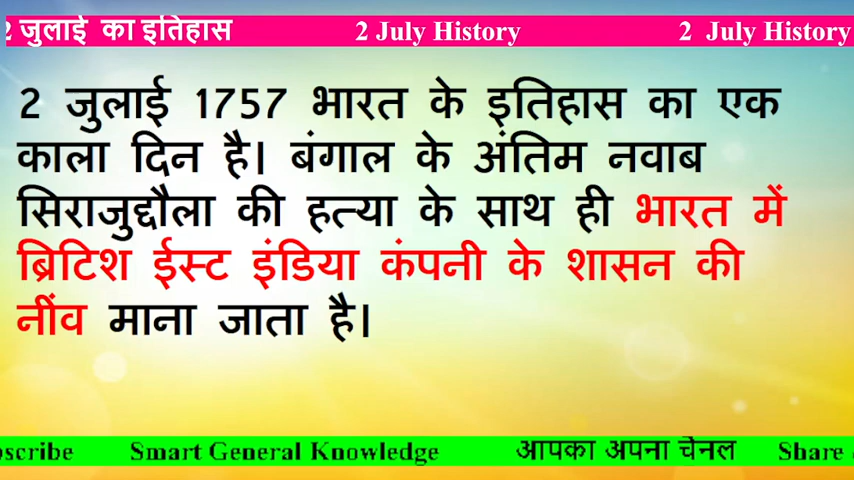 2 जुलाई का इतिहास 2 July History 2 July History
2 जुलाई 1757 भारत के इतिहास का एक
काला दिन है। बंगाल के अंतिम नवाब
सिराजुद्दौला की हत्या के साथ ही भारत में
ब्रिटिश ईस्ट इंडिया कंपनी के शासन की
नींव माना जाता है।
scribe Smart General Knowledge आपका अपना चैनल Share